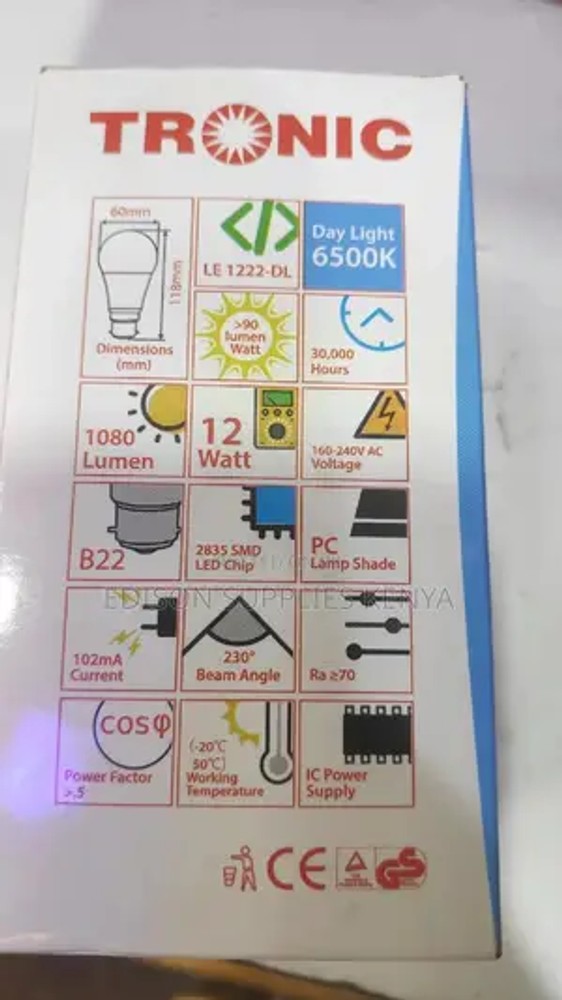 TRONIC
60mm
118mm
Dimensions
(mm)
</>
LE 1222-DL
Day Light
6500K
>90
lumen
Watt
30,000
Hours
1080
Lumen
12
Watt
160-240V AC
Voltage
B22
2835 SMD
LED Chip
PC
Lamp Shade
EDISON SUPPLIES KENYA
102mA
Current
230°
Beam Angle
Ra ≥70
cosφ
Power Factor
>.5
(-20℃
50℃)
Working
Temperature
IC Power
Supply
CE
GS